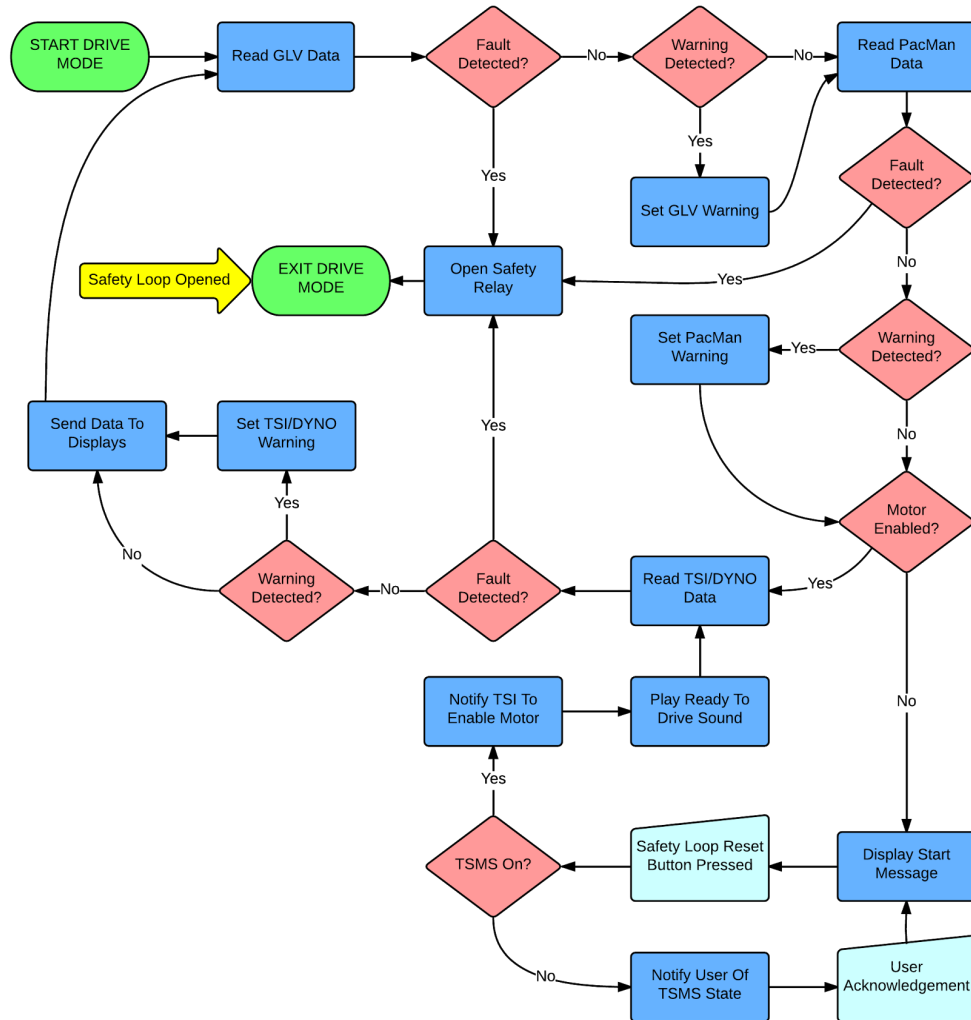 START DRIVE
MODE
Read GLV Data
Fault
Detected?
No
Warning
Detected?
No
Read PacMan
Data
Yes
Set GLV Warning
Yes
Fault
Detected?
No
Safety Loop Opened
EXIT DRIVE
MODE
Open Safety
Relay
Yes
Set PacMan
Warning
Yes
Warning
Detected?
No
Send Data To
Displays
Set TSI/DYNO
Warning
Yes
Yes
No
Warning
Detected?
No
Fault
Detected?
Read TSI/DYNO
Data
Yes
Motor
Enabled?
No
Notify TSI To
Enable Motor
Play Ready To
Drive Sound
Yes
TSMS On?
Safety Loop Reset
Button Pressed
Display Start
Message
No
Notify User Of
TSMS State
User
Acknowledgement